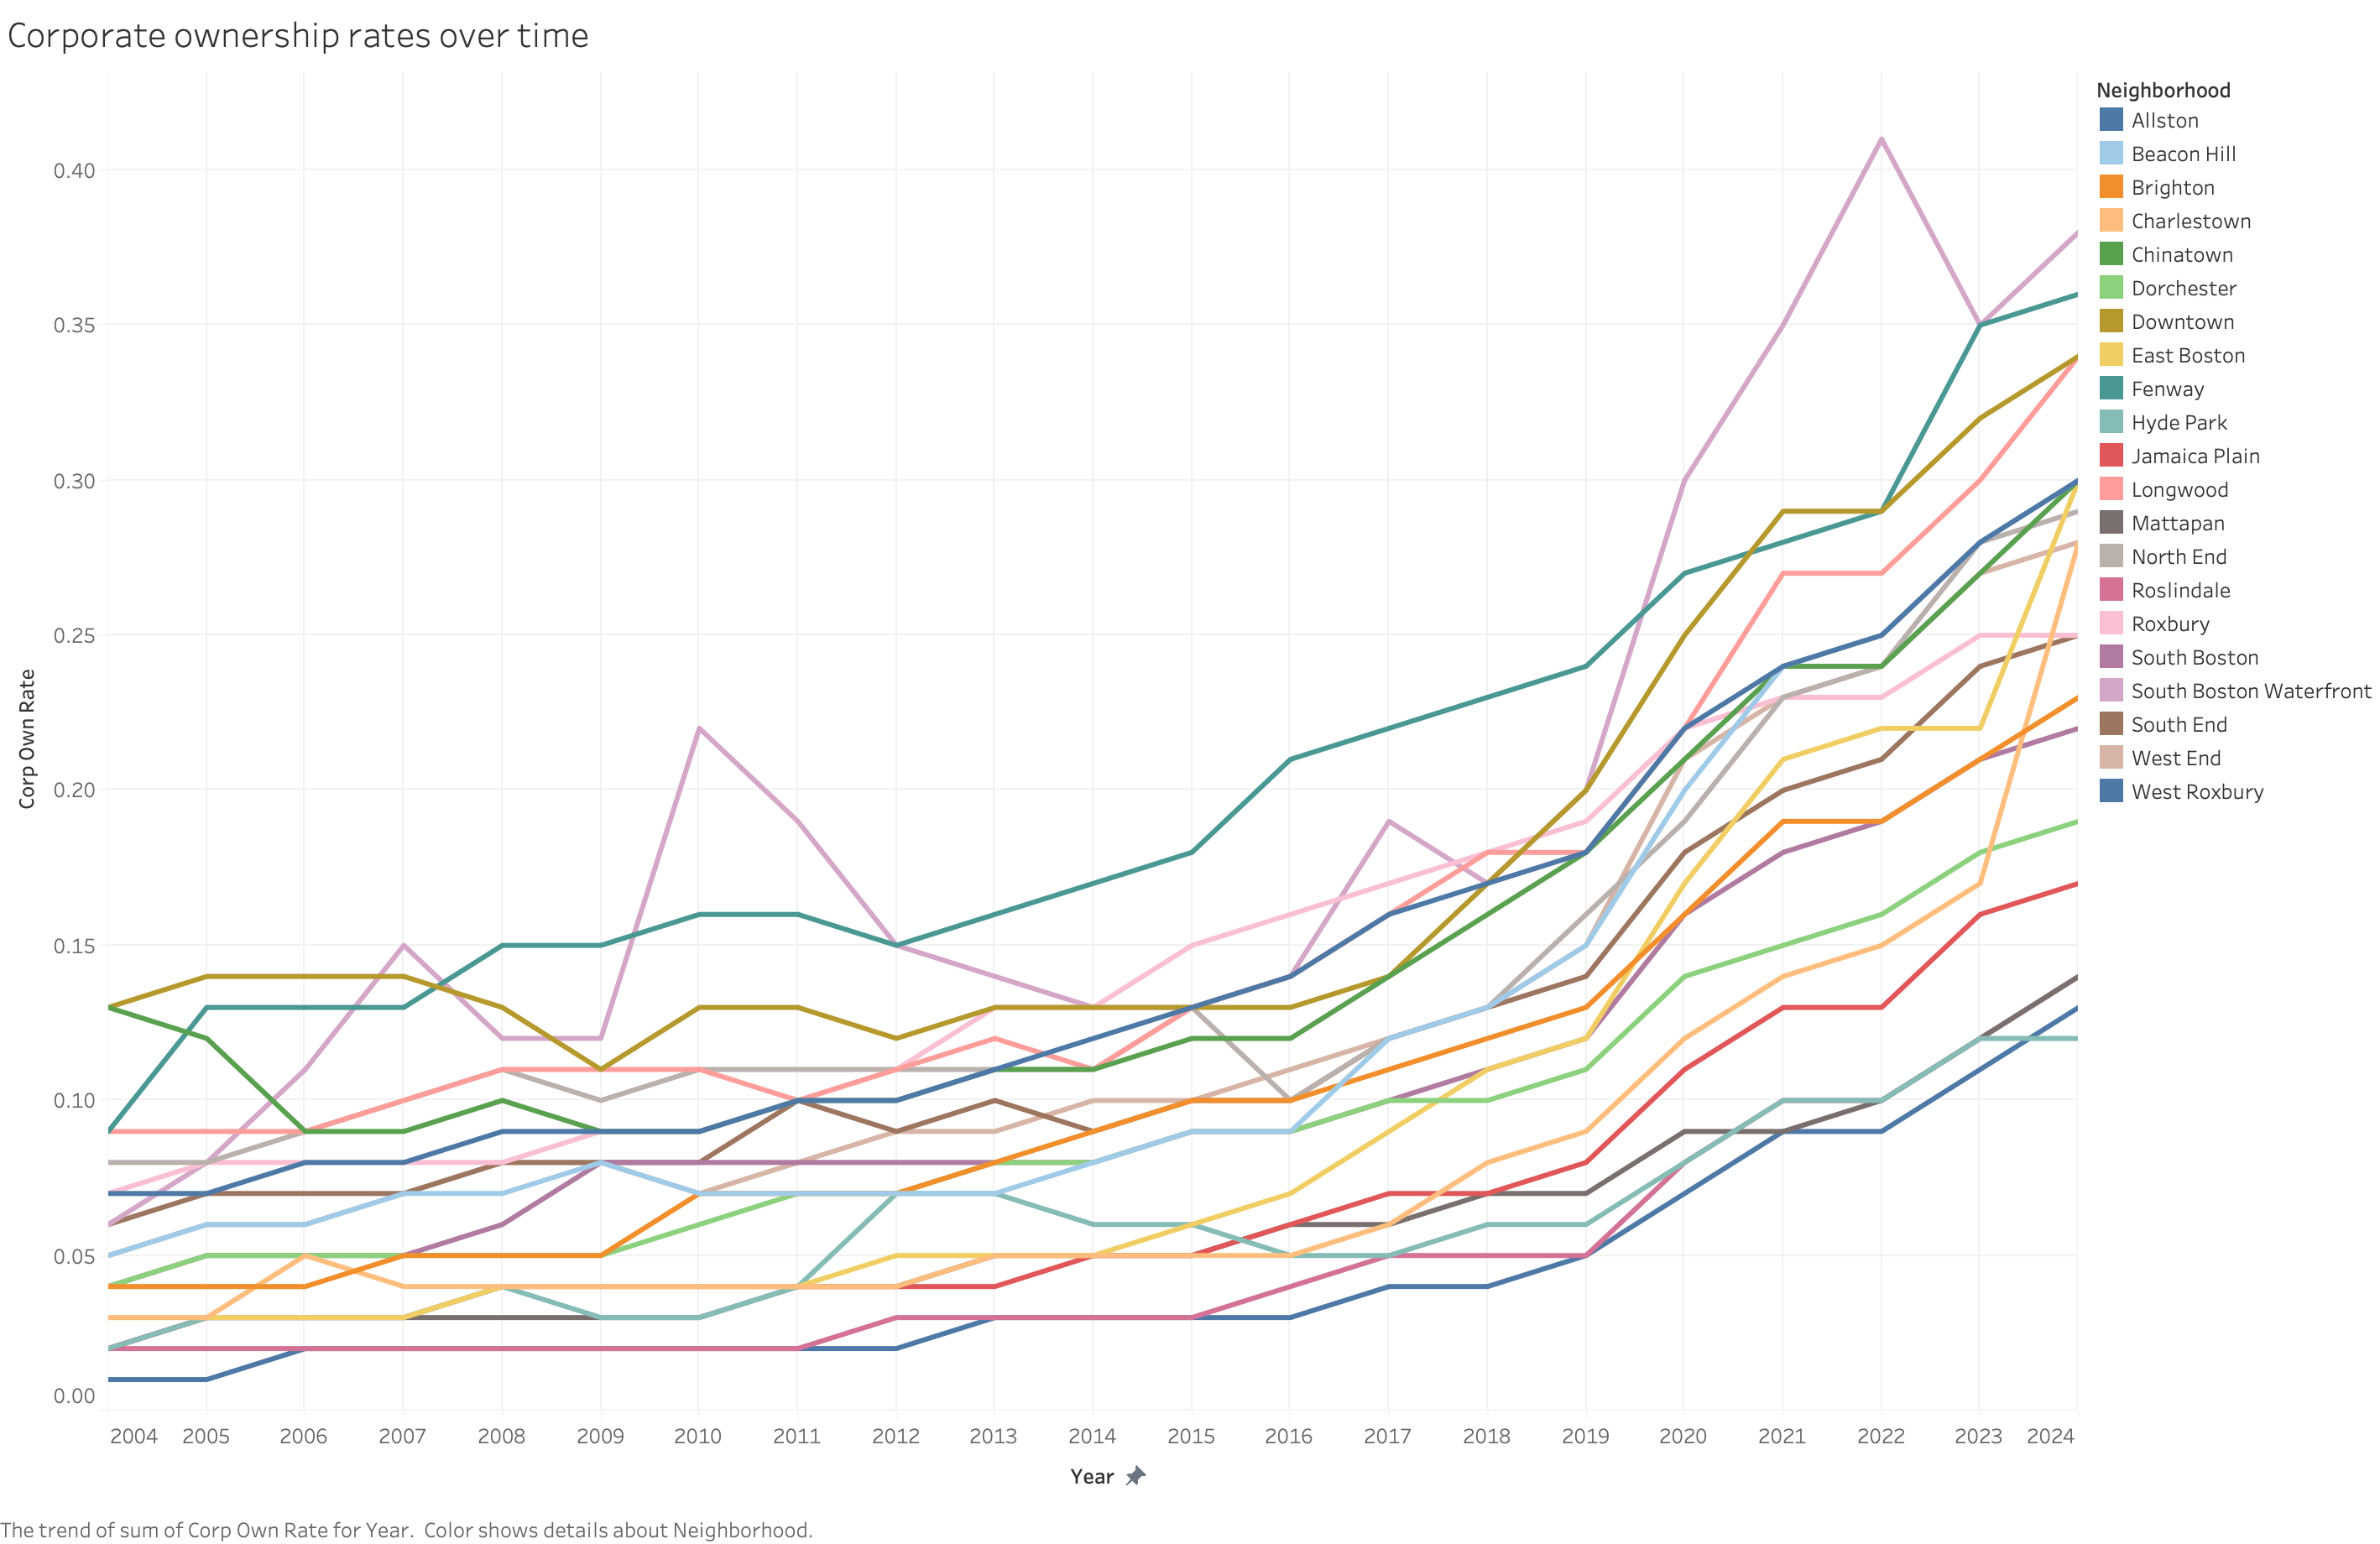 Corporate ownership rates over time
Neighborhood
Allston
Beacon Hill
Brighton
Charlestown
Chinatown
Dorchester
Downtown
East Boston
Fenway
Hyde Park
Jamaica Plain
Longwood
Mattapan
North End
Roslindale
Roxbury
South Boston
South Boston Waterfront
South End
West End
West Roxbury
Corp Own Rate
0.40
0.35
0.30
0.25
0.20
0.15
0.10
0.05
0.00
2004 2005 2006 2007 2008 2009 2010 2011 2012 2013 2014 2015 2016 2017 2018 2019 2020 2021 2022 2023 2024
Year
The trend of sum of Corp Own Rate for Year. Color shows details about Neighborhood.